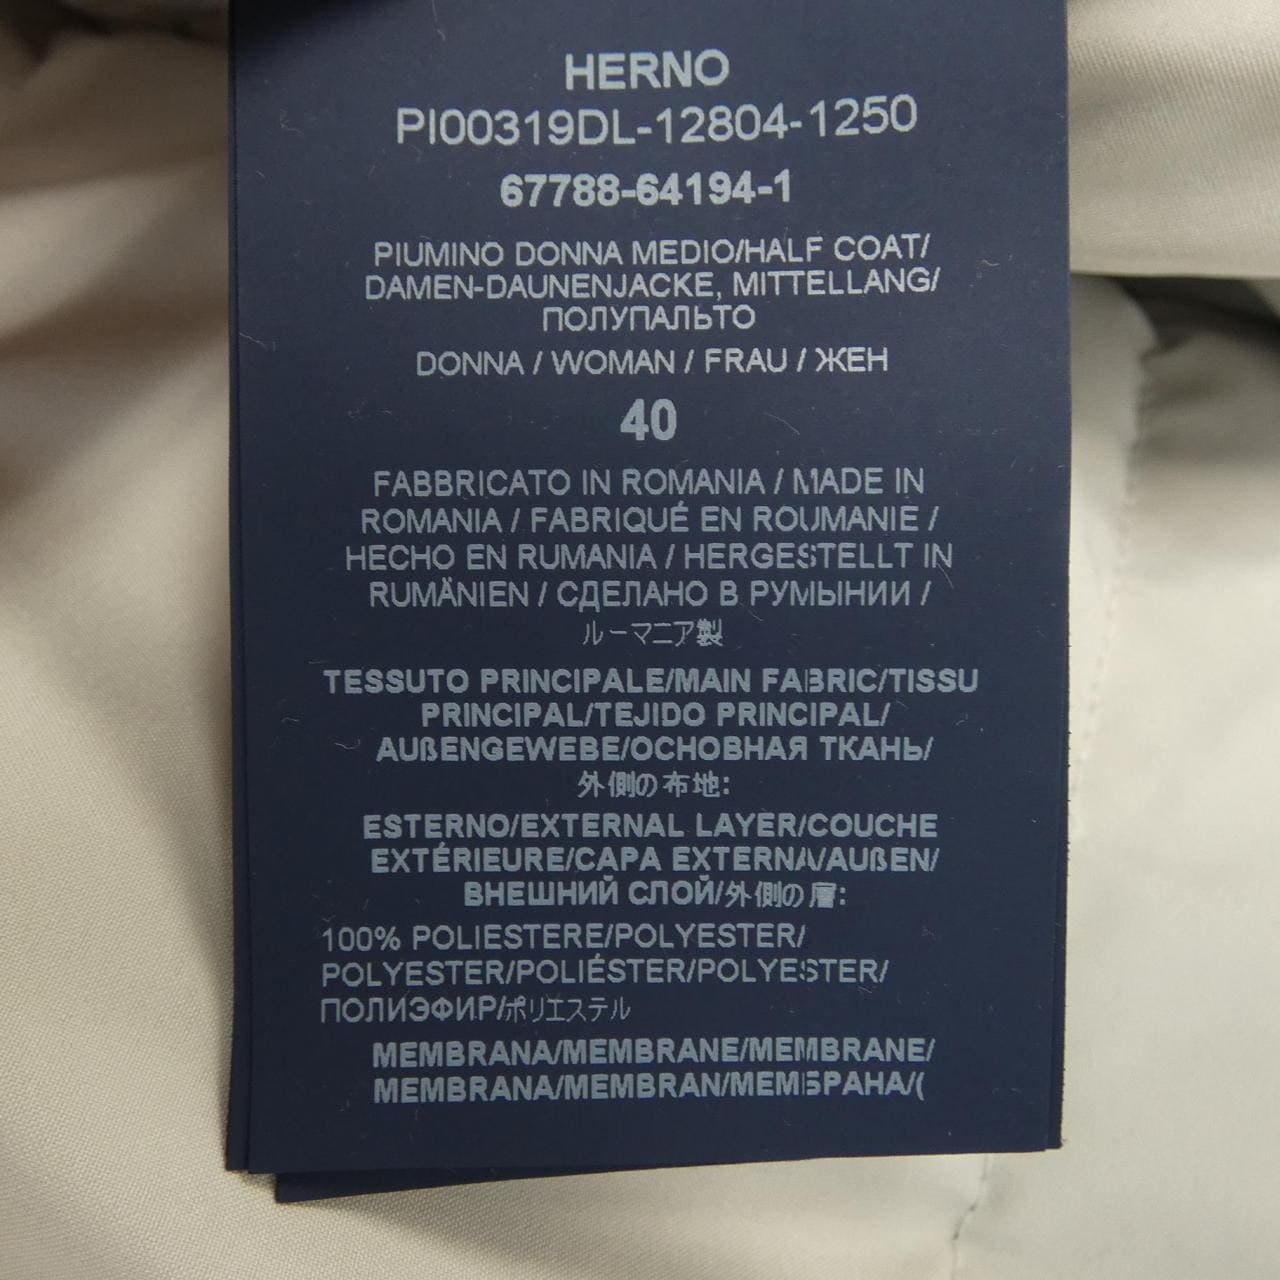 HERNO
PI00319DL-12804-1250
67788-64194-1
PIUMINO DONNA MEDIO/HALF COAT/
DAMEN-DAUNENJACKE, MITTELLANG/
ПОЛУПАЛЬТО
DONNA / WOMAN / FRAU / ЖЕН
40
FABBRICATO IN ROMANIA / MADE IN
ROMANIA / FABRIQUÉ EN ROUMANIE /
HECHO EN RUMANIA / HERGESTELLT IN
RUMÄNIEN / СДЕЛАНО В РУМЫНИИ /
ルーマニア製
TESSUTO PRINCIPALE/MAIN FABRIC/TISSU
PRINCIPAL/TEJIDO PRINCIPAL/
AUßENGEWEBE/ОСНОВНАЯ ТКАНЬ/
外側の布地:
ESTERNO/EXTERNAL LAYER/COUCHE
EXTÉRIEURE/CAPA EXTERNA/AUßEN/
ВНЕШНИЙ СЛОЙ/外側の層:
100% POLIESTERE/POLYESTER/
POLYESTER/POLIÉSTER/POLYESTER/
ПОЛИЭФИР/ポリエステル
MEMBRANA/MEMBRANE/MEMBRANE/
MEMBRANA/MEMBRAN/МЕМБРАНА/(